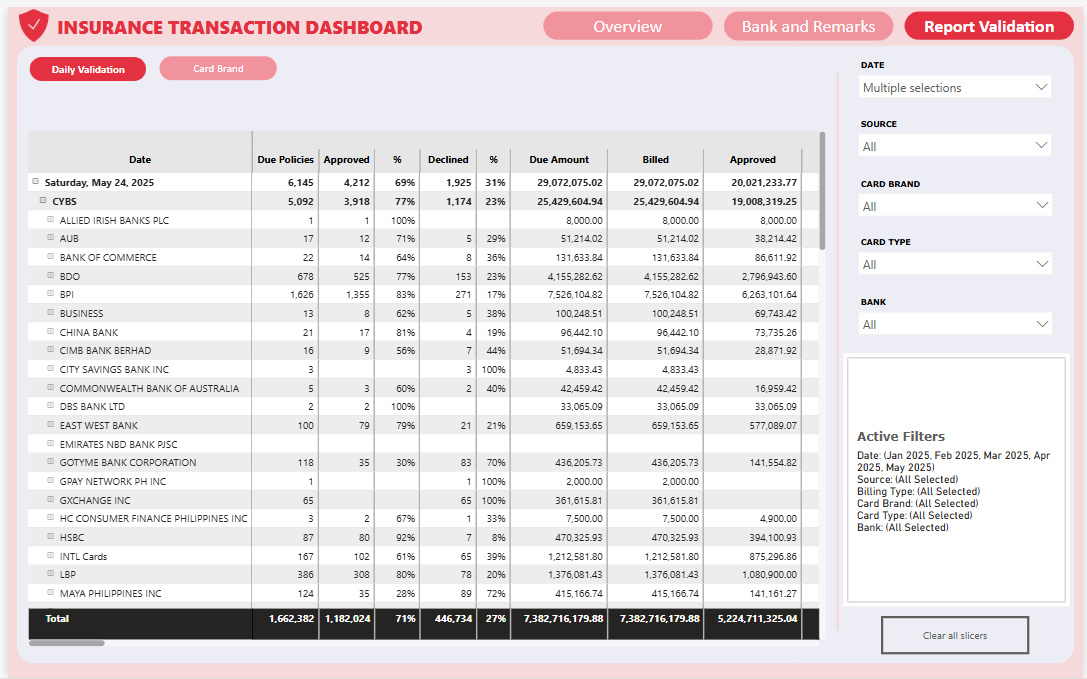 INSURANCE TRANSACTION DASHBOARD
Overview
Bank and Remarks
Report Validation
Daily Validation
Card Brand
Date Due Policies Approved % Declined % Due Amount Billed Approved
Saturday, May 24, 2025 6,145 4,212 69% 1,925 31% 29,072,075.02 29,072,075.02 20,021,233.77
CYBS 5,092 3,918 77% 1,174 23% 25,429,604.94 25,429,604.94 19,008,319.25
ALLIED IRISH BANKS PLC 1 1 100% 8,000.00 8,000.00 8,000.00
AUB 17 12 71% 5 29% 51,214.02 51,214.02 38,214.42
BANK OF COMMERCE 22 14 64% 8 36% 131,633.84 131,633.84 86,611.92
BDO 678 525 77% 153 23% 4,155,282.62 4,155,282.62 2,796,943.60
BPI 1,626 1,355 83% 271 17% 7,526,104.82 7,526,104.82 6,263,101.64
BUSINESS 13 8 62% 5 38% 100,248.51 100,248.51 69,743.42
CHINA BANK 21 17 81% 4 19% 96,442.10 96,442.10 73,735.26
CIMB BANK BERHAD 16 9 56% 7 44% 51,694.34 51,694.34 28,871.92
CITY SAVINGS BANK INC 3 3 100% 4,833.43 4,833.43
COMMONWEALTH BANK OF AUSTRALIA 5 3 60% 2 40% 42,459.42 42,459.42 16,959.42
DBS BANK LTD 2 2 100% 33,065.09 33,065.09 33,065.09
EAST WEST BANK 100 79 79% 21 21% 659,153.65 659,153.65 577,089.07
EMIRATES NBD BANK PJSC
GOTYME BANK CORPORATION 118 35 30% 83 70% 436,205.73 436,205.73 141,554.82
GPAY NETWORK PH INC 1 1 100% 2,000.00 2,000.00
GXCHANGE INC 65 65 100% 361,615.81 361,615.81
HC CONSUMER FINANCE PHILIPPINES INC 3 2 67% 1 33% 7,500.00 7,500.00 4,900.00
HSBC 87 80 92% 7 8% 470,325.93 470,325.93 394,100.93
INTL Cards 167 102 61% 65 39% 1,212,581.80 1,212,581.80 875,296.86
LBP 386 308 80% 78 20% 1,376,081.43 1,376,081.43 1,080,900.00
MAYA PHILIPPINES INC 124 35 28% 89 72% 415,166.74 415,166.74 141,161.27
Total 1,662,382 1,182,024 71% 446,734 27% 7,382,716,179.88 7,382,716,179.88 5,224,711,325.04
DATE
Multiple selections
SOURCE
All
CARD BRAND
All
CARD TYPE
All
BANK
All
Active Filters
Date: (Jan 2025, Feb 2025, Mar 2025, Apr
2025, May 2025)
Source: (All Selected)
Billing Type: (All Selected)
Card Brand: (All Selected)
Card Type: (All Selected)
Bank: (All Selected)
Clear all slicers